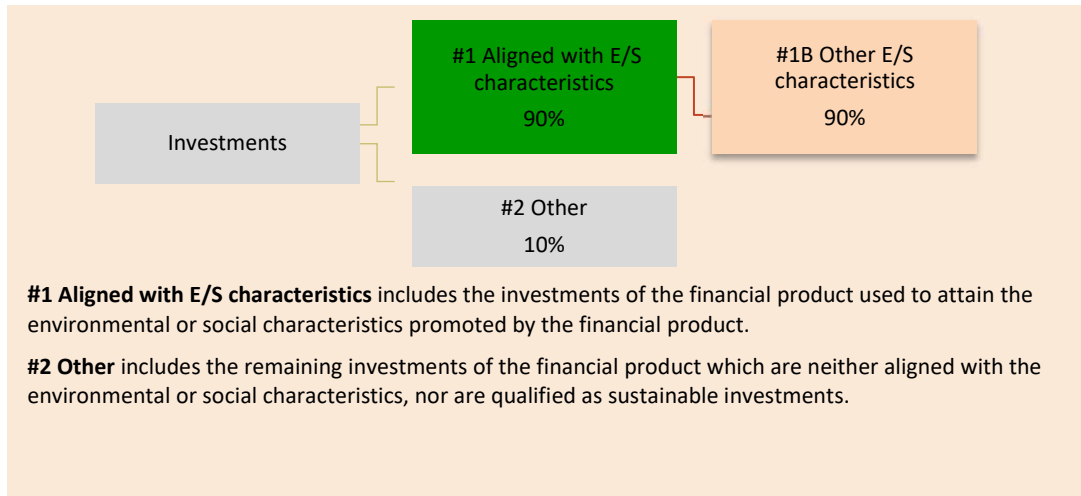 #1 Aligned with E/S
characteristics
90%
#1B Other E/S
characteristics
90%
Investments
#2 Other
10%
#1 Aligned with E/S characteristics includes the investments of the financial product used to attain the
environmental or social characteristics promoted by the financial product.
#2 Other includes the remaining investments of the financial product which are neither aligned with the
environmental or social characteristics, nor are qualified as sustainable investments.